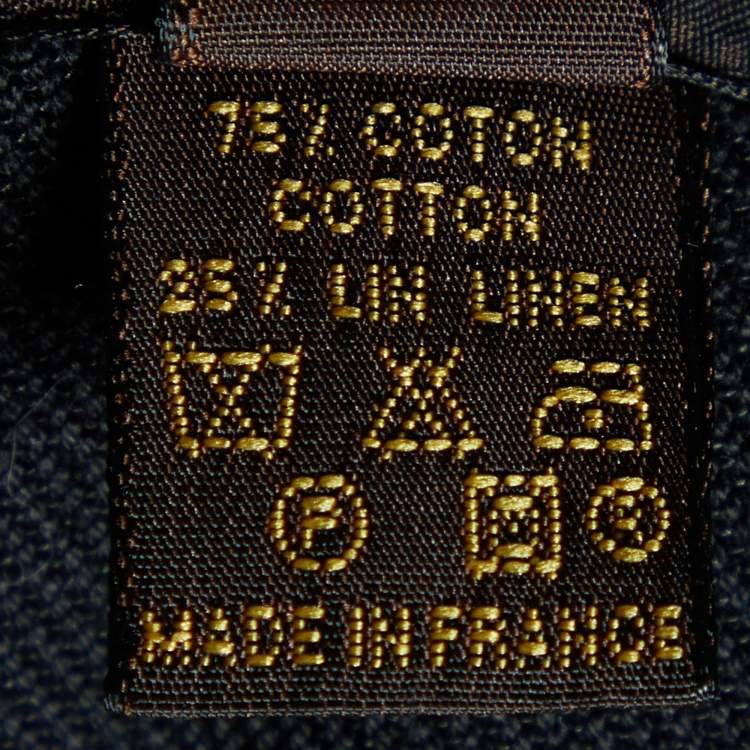 75% COTON
COTTON
25% LIN LINEN
P
MADE IN FRANCE